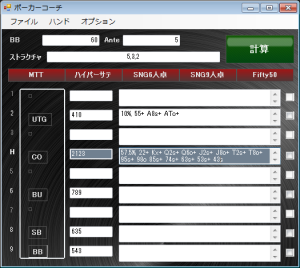 ポーカーコーチ
ファイル ハンド オプション
BB 60 Ante 5
ストラクチャ 5,3,2
計算
MTT ハイパーサテ SNG6人卓 SNG9人卓 Fifty50
1
2 UTG 410 10% 55+ A8s+ ATo+
3
H CO 2123 57.5% 22+ Kx+ Q2s+ Q6o+ J2s+ J8o+ T2s+ T8o+
95s+ 98o 85s+ 74s+ 63s+ 53s+ 43s
5
6 BU 789
7
8 SB 635
9 BB 543